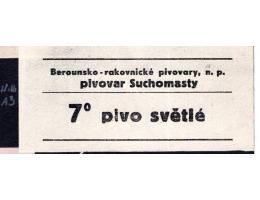 Berounsko-rakovnické pivovary, n. p.
pivovar Suchomasty
7° pivo světlé